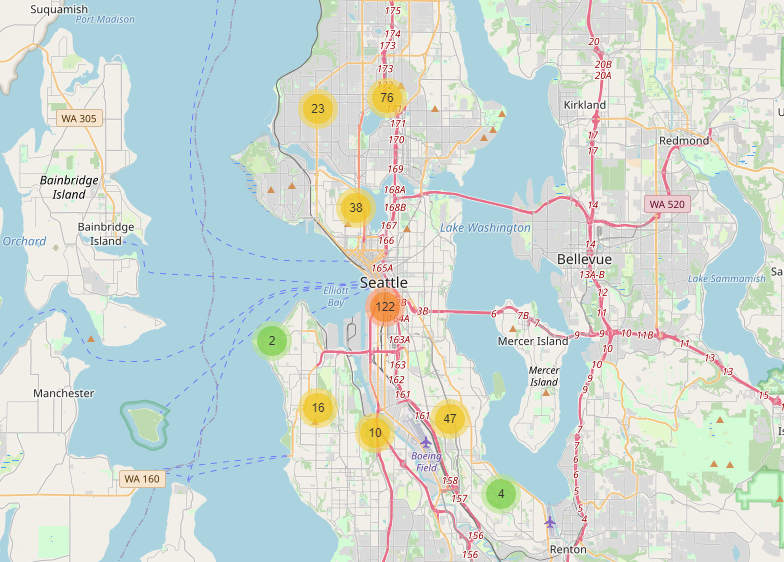 Suquamish
Port Madison
175
174
173
173
20
20B
20A
76
23
171
170
Kirkland
17
17
WA 305
Redmond
169
Bainbridge
Island
168A
168B
38
14
WA 520
167
Bainbridge
Island
Orchard
166
Lake Washington
14
Bellevue
165A
13A-B
Seattle
Elliott
Bay
12
Lake Sammamish
Sa
122
3B
6
7B
7
11
2
163A
9
9
10
11B
11
Mercer Island
10
13
163
13
162
Mercer
Island
9
Manchester
161
15
16
161
47
10
Boeing
Field
7
7
6
6
WA 160
158
157
4
5
5
4
156
156
Renton